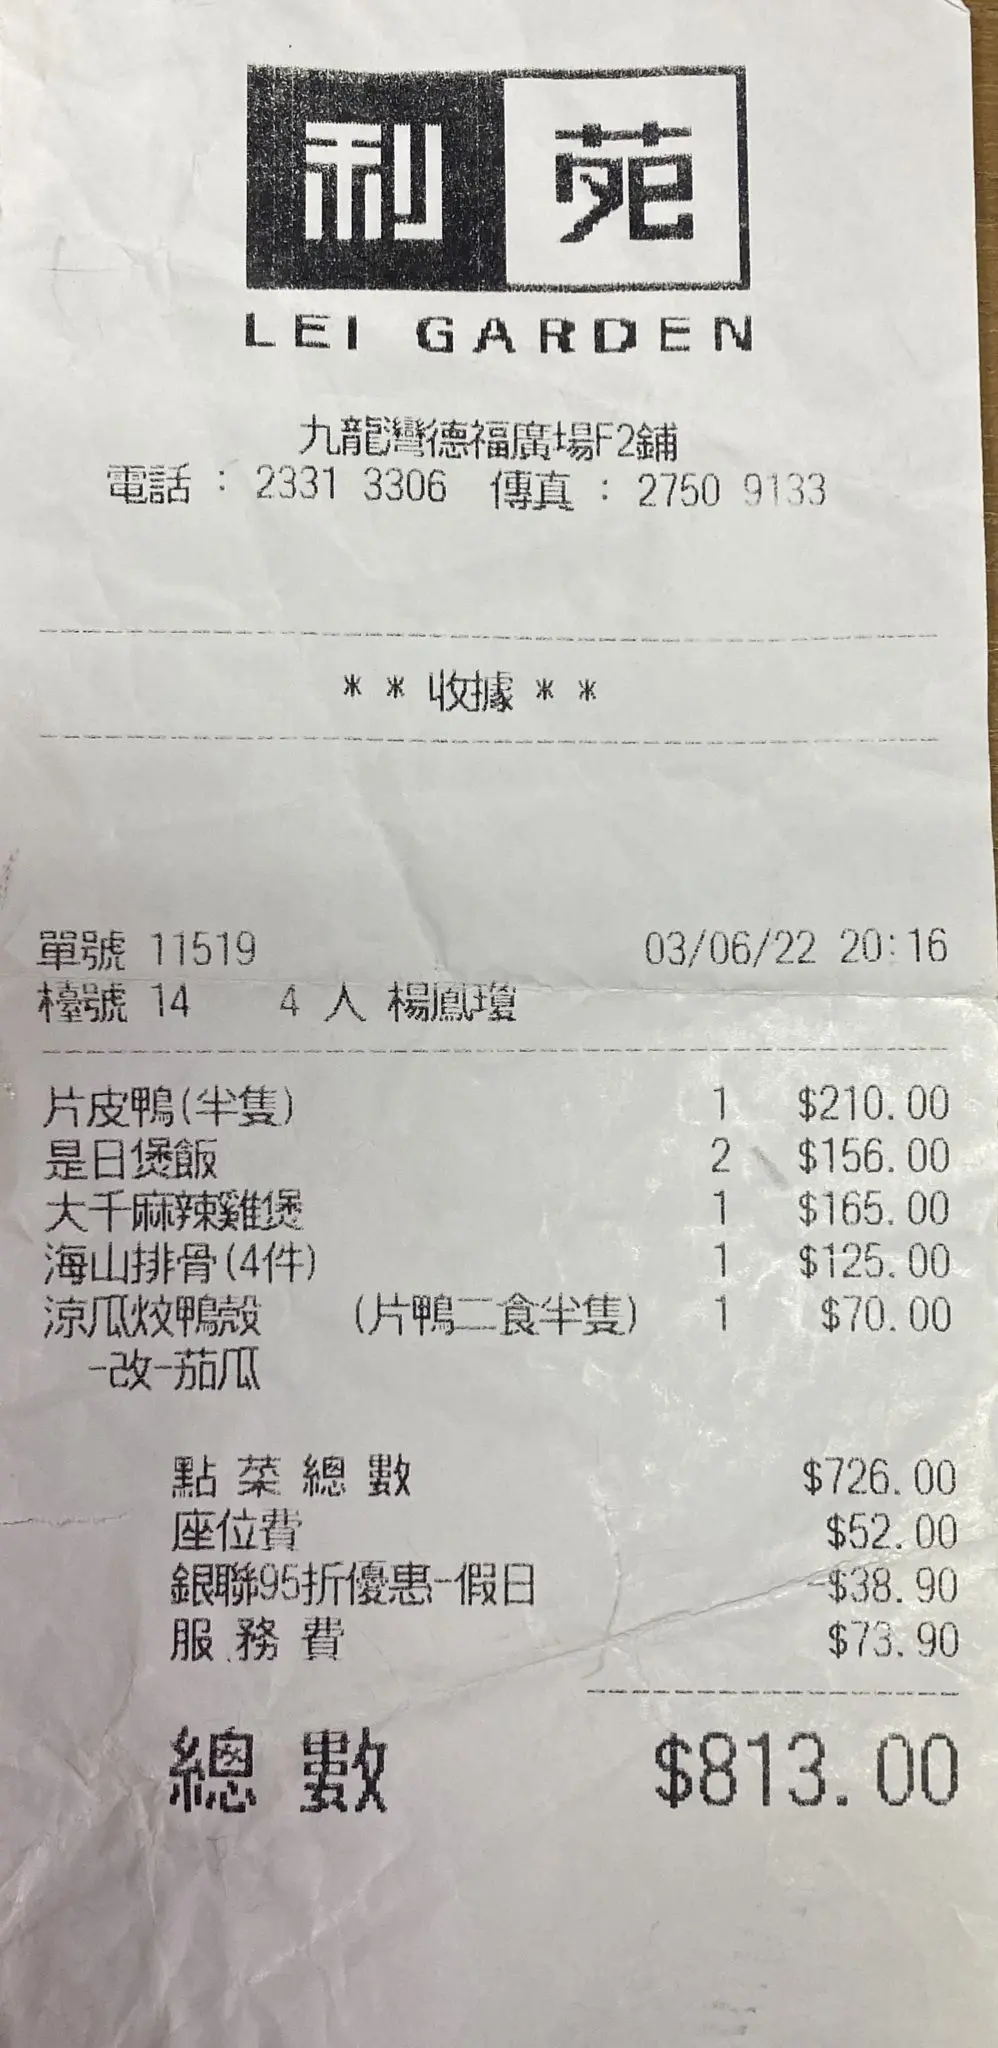 利苑
LEI GARDEN
九龍灣德福廣場F2鋪
電話 : 2331 3306 傳真 : 2750 9133
* * 收據 * *
單號 11519 03/06/22 20:16
檯號 14 4 人 楊鳳瓊
片皮鴨(半隻) 1 $210.00
是日煲飯 2 $156.00
大千麻辣雞煲 1 $165.00
海山排骨(4件) 1 $125.00
涼瓜炆鴨殼 (片鴨二食半隻) 1 $70.00
-改-茄瓜
點 菜 總 數 $726.00
座位費 $52.00
銀聯95折優惠-假日 -$38.90
服 務 費 $73.90
總 數 $813.00